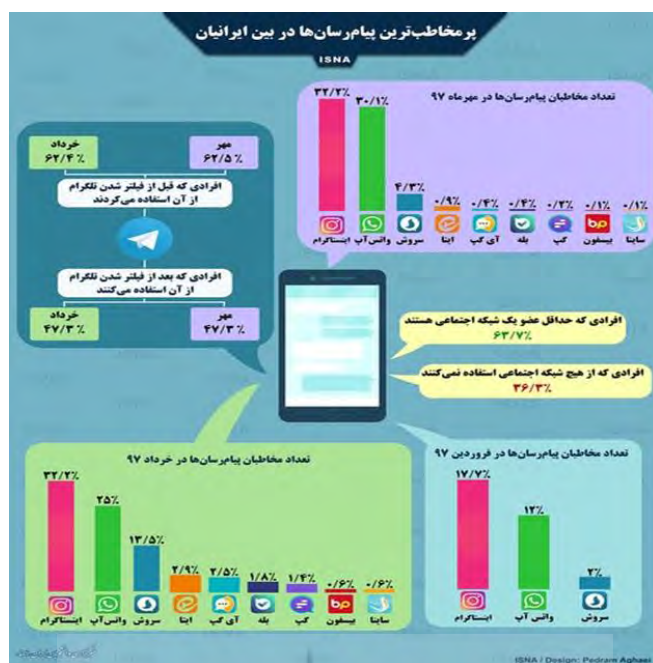 پرمخاطب‌ترین پیام‌رسان‌ها در بین ایرانیان
ISNA
تعداد مخاطبان پیام‌رسان‌ها در مهرماه ۹۷
۳۲/۲٪
۳۰/۱٪
۴/۳٪
۰/۹٪
۰/۴٪
۰/۴٪
۰/۲٪
۰/۱٪
۰/۱٪
اینستاگرام
واتس‌آپ
سروش
ایتا
آی گپ
بله
گپ
بیسفون
ساینا
مهر
۶۲/۵٪
خرداد
۶۲/۴٪
افرادی که قبل از فیلتر شدن تلگرام
از آن استفاده می‌کردند
افرادی که بعد از فیلتر شدن تلگرام
از آن استفاده می‌کنند
مهر
۴۷/۳٪
خرداد
۴۷/۳٪
افرادی که حداقل عضو یک شبکه اجتماعی هستند
۶۳/۷٪
افرادی که از هیچ شبکه اجتماعی استفاده نمی‌کنند
۳۶/۳٪
تعداد مخاطبان پیام‌رسان‌ها در خرداد ۹۷
۳۲/۲٪
۲۵٪
۱۳/۵٪
۲/۹٪
۲/۵٪
۱/۸٪
۱/۴٪
۰/۶٪
۰/۶٪
bp
اینستاگرام
واتس‌آپ
سروش
ایتا
آی گپ
بله
گپ
بیسفون
ساینا
تعداد مخاطبان پیام‌رسان‌ها در فروردین ۹۷
۱۷/۷٪
۱۲٪
۲٪
اینستاگرام
واتس آپ
سروش
ISNA / Design: Pedram Aghaei